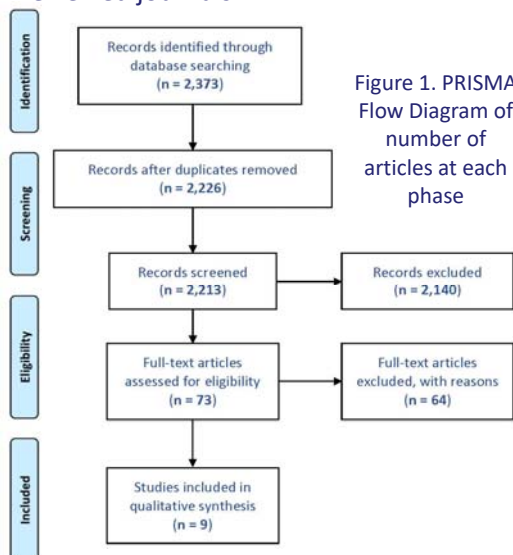 Identification
Records identified through
database searching
(n = 2,373)
Figure 1. PRISMA
Flow Diagram of
number of
articles at each
phase
Screening
Records after duplicates removed
(n = 2,226)
Records screened
(n = 2,213)
Records excluded
(n = 2,140)
Eligibility
Full-text articles
assessed for eligibility
(n = 73)
Full-text articles
excluded, with reasons
(n = 64)
Included
Studies included in
qualitative synthesis
(n = 9)